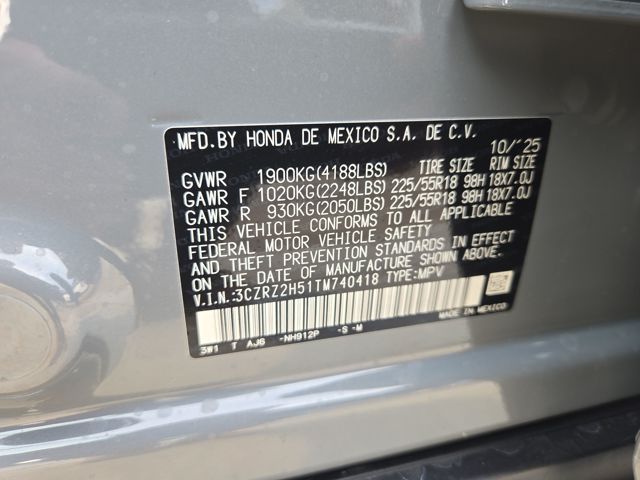 MFD.BY HONDA DE MEXICO S.A. DE C.V. 10/'25
GVWR 1900KG(4188LBS) TIRE SIZE RIM SIZE
GAWR F 1020KG(2248LBS) 225/55R18 98H 18X7.0J
GAWR R 930KG(2050LBS) 225/55R18 98H 18X7.0J
THIS VEHICLE CONFORMS TO ALL APPLICABLE
FEDERAL MOTOR VEHICLE SAFETY
AND THEFT PREVENTION STANDARDS IN EFFECT
ON THE DATE OF MANUFACTURE SHOWN ABOVE.
V.I.N.:3CZRZ2H51TM740418 TYPE:MPV
3W1 T AJ6 -NH912P -S -M MADE IN MEXICO